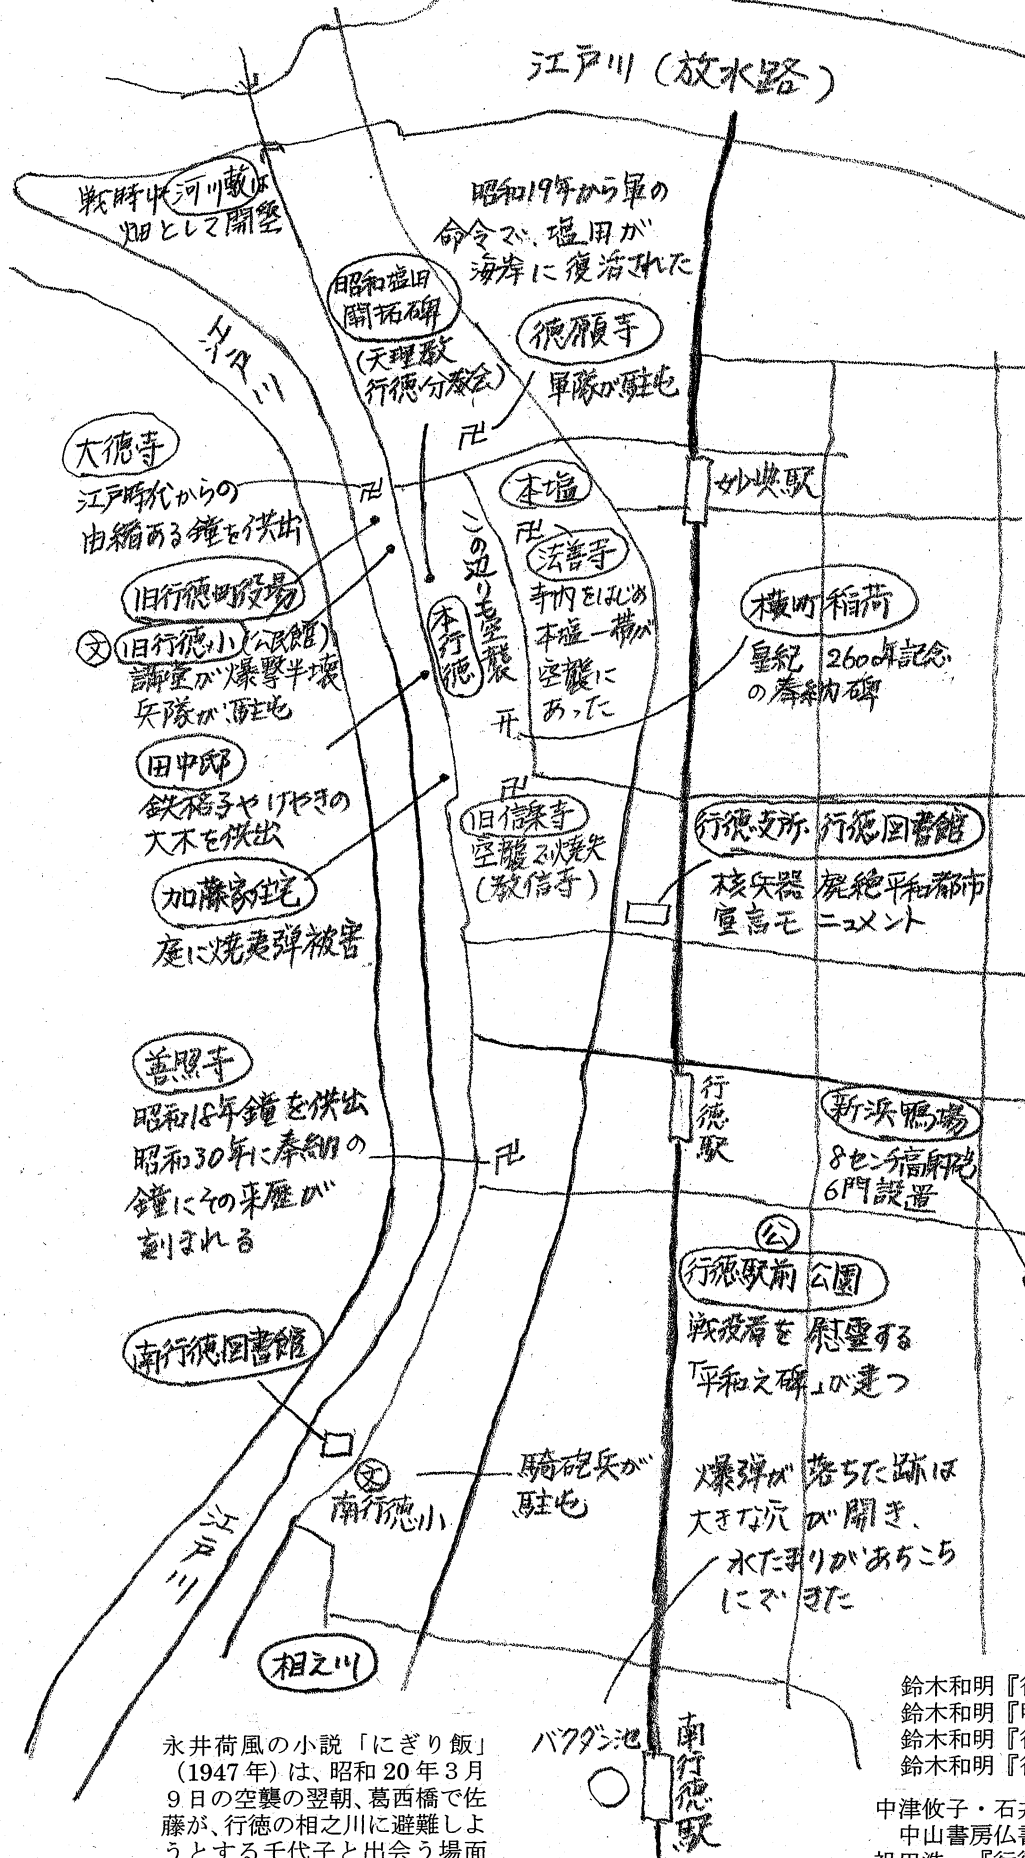 江戸川(放水路)
戦時中河川敷は
畑として開墾
昭和19年から軍の
命令で、塩田が
海岸に復活された
昭和塩田
開拓碑
(天理教
行徳分教会)
徳願寺
軍隊が駐屯
江戸川
大徳寺
江戸時代からの
由緒ある鐘を供出
妙典駅
本塩
この辺りも空襲
法善寺
寺内をはじめ
本塩一帯が
空襲に
あった
旧行徳町役場
文 旧行徳小(公民館)
講堂が爆撃半壊
兵隊が駐屯
本行徳
横町稲荷
皇紀2600年記念
の奉納碑
田中邸
鉄格子やけやきの
大木を供出
旧信楽寺
空襲で焼失
(教信寺)
行徳支所・行徳図書館
核兵器廃絶平和都市
宣言モニュメント
加藤家住宅
庭に焼夷弾被害
善照寺
昭和18年鐘を供出
昭和30年に奉納の
鐘にその来歴が
刻まれる
行徳駅
新浜鴨場
8センチ高射砲
6門設置
公
行徳駅前公園
戦没者を慰霊する
「平和之碑」が建つ
南行徳図書館
文
南行徳小
騎砲兵が
駐屯
爆弾が落ちた跡は
大きな穴が開き、
水たまりがあちこち
にできた
江戸川
相之川
バクダン池
南行徳駅
永井荷風の小説「にぎり飯」
(1947年)は、昭和20年3月
9日の空襲の翌朝、葛西橋で佐
藤が、行徳の相之川に避難しよ
うとする千代子と出会う場面
鈴木和明『
鈴木和明『
鈴木和明『
鈴木和明『
中津攸子・石
中山書房仏